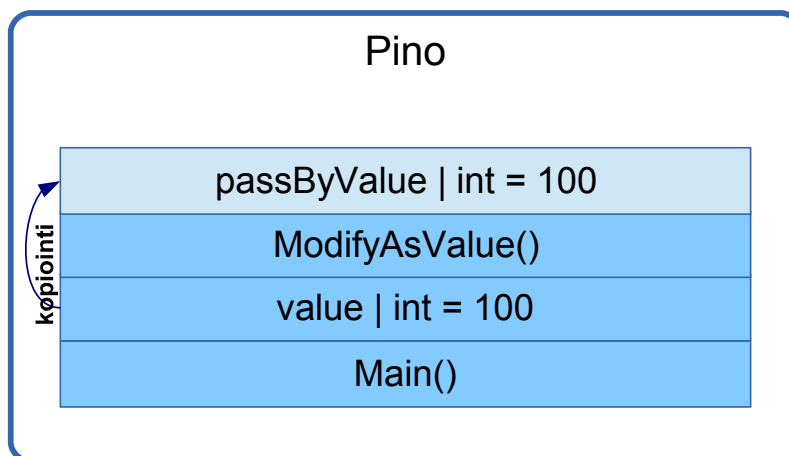 Pino
passByValue | int = 100
ModifyAsValue()
kopiointi
value | int = 100
Main()